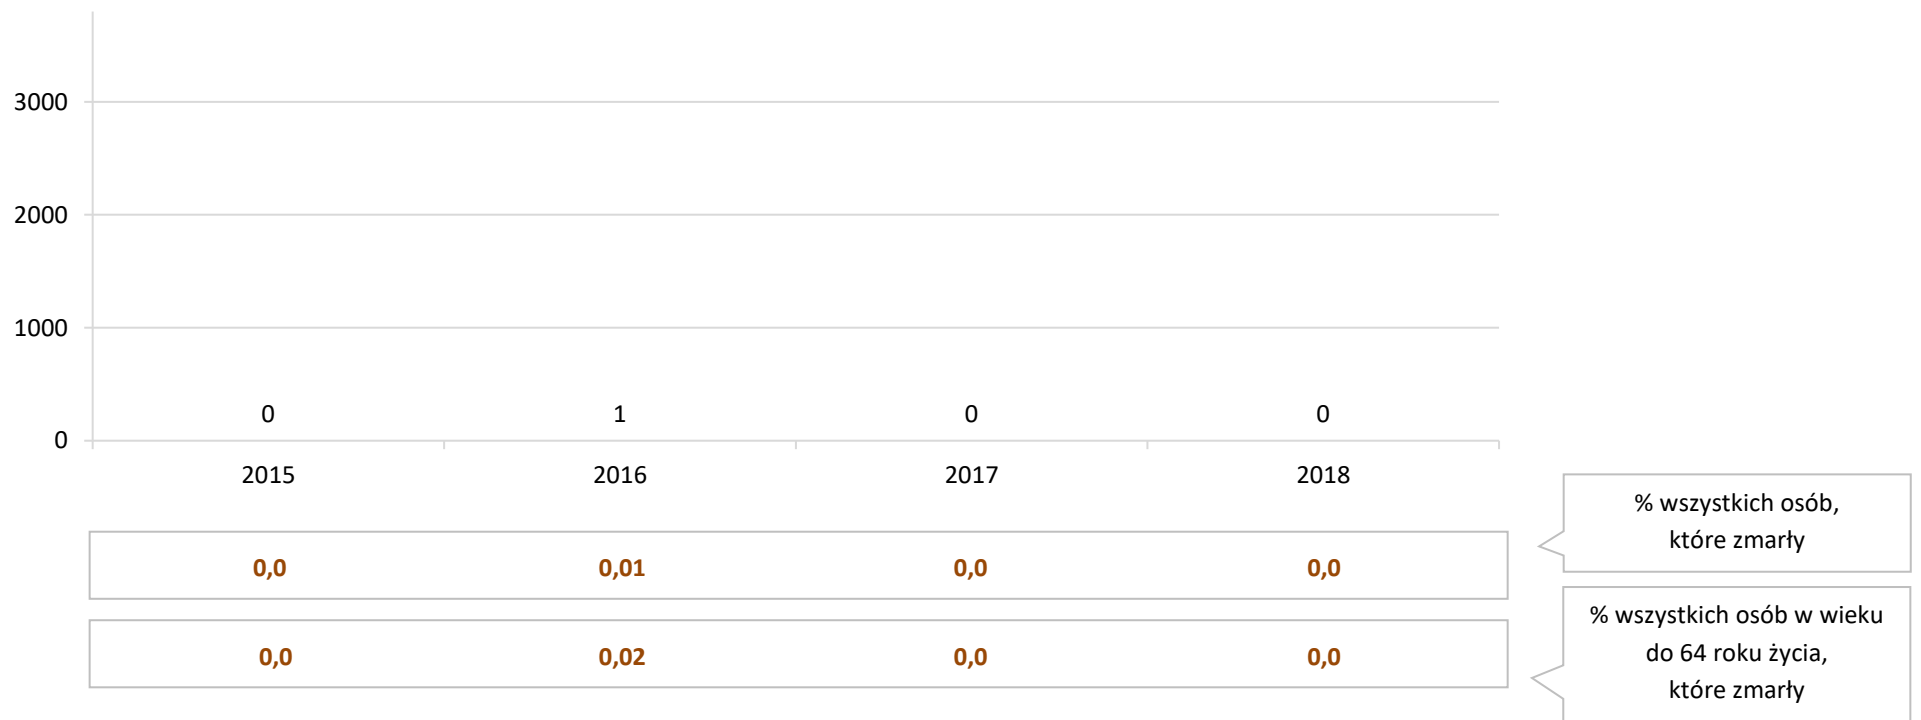 3000
2000
1000
0 1 0 0
0
2015 2016 2017 2018
% wszystkich osób,
które zmarły
0,0 0,01 0,0 0,0
% wszystkich osób w wieku
do 64 roku życia,
które zmarły
0,0 0,02 0,0 0,0